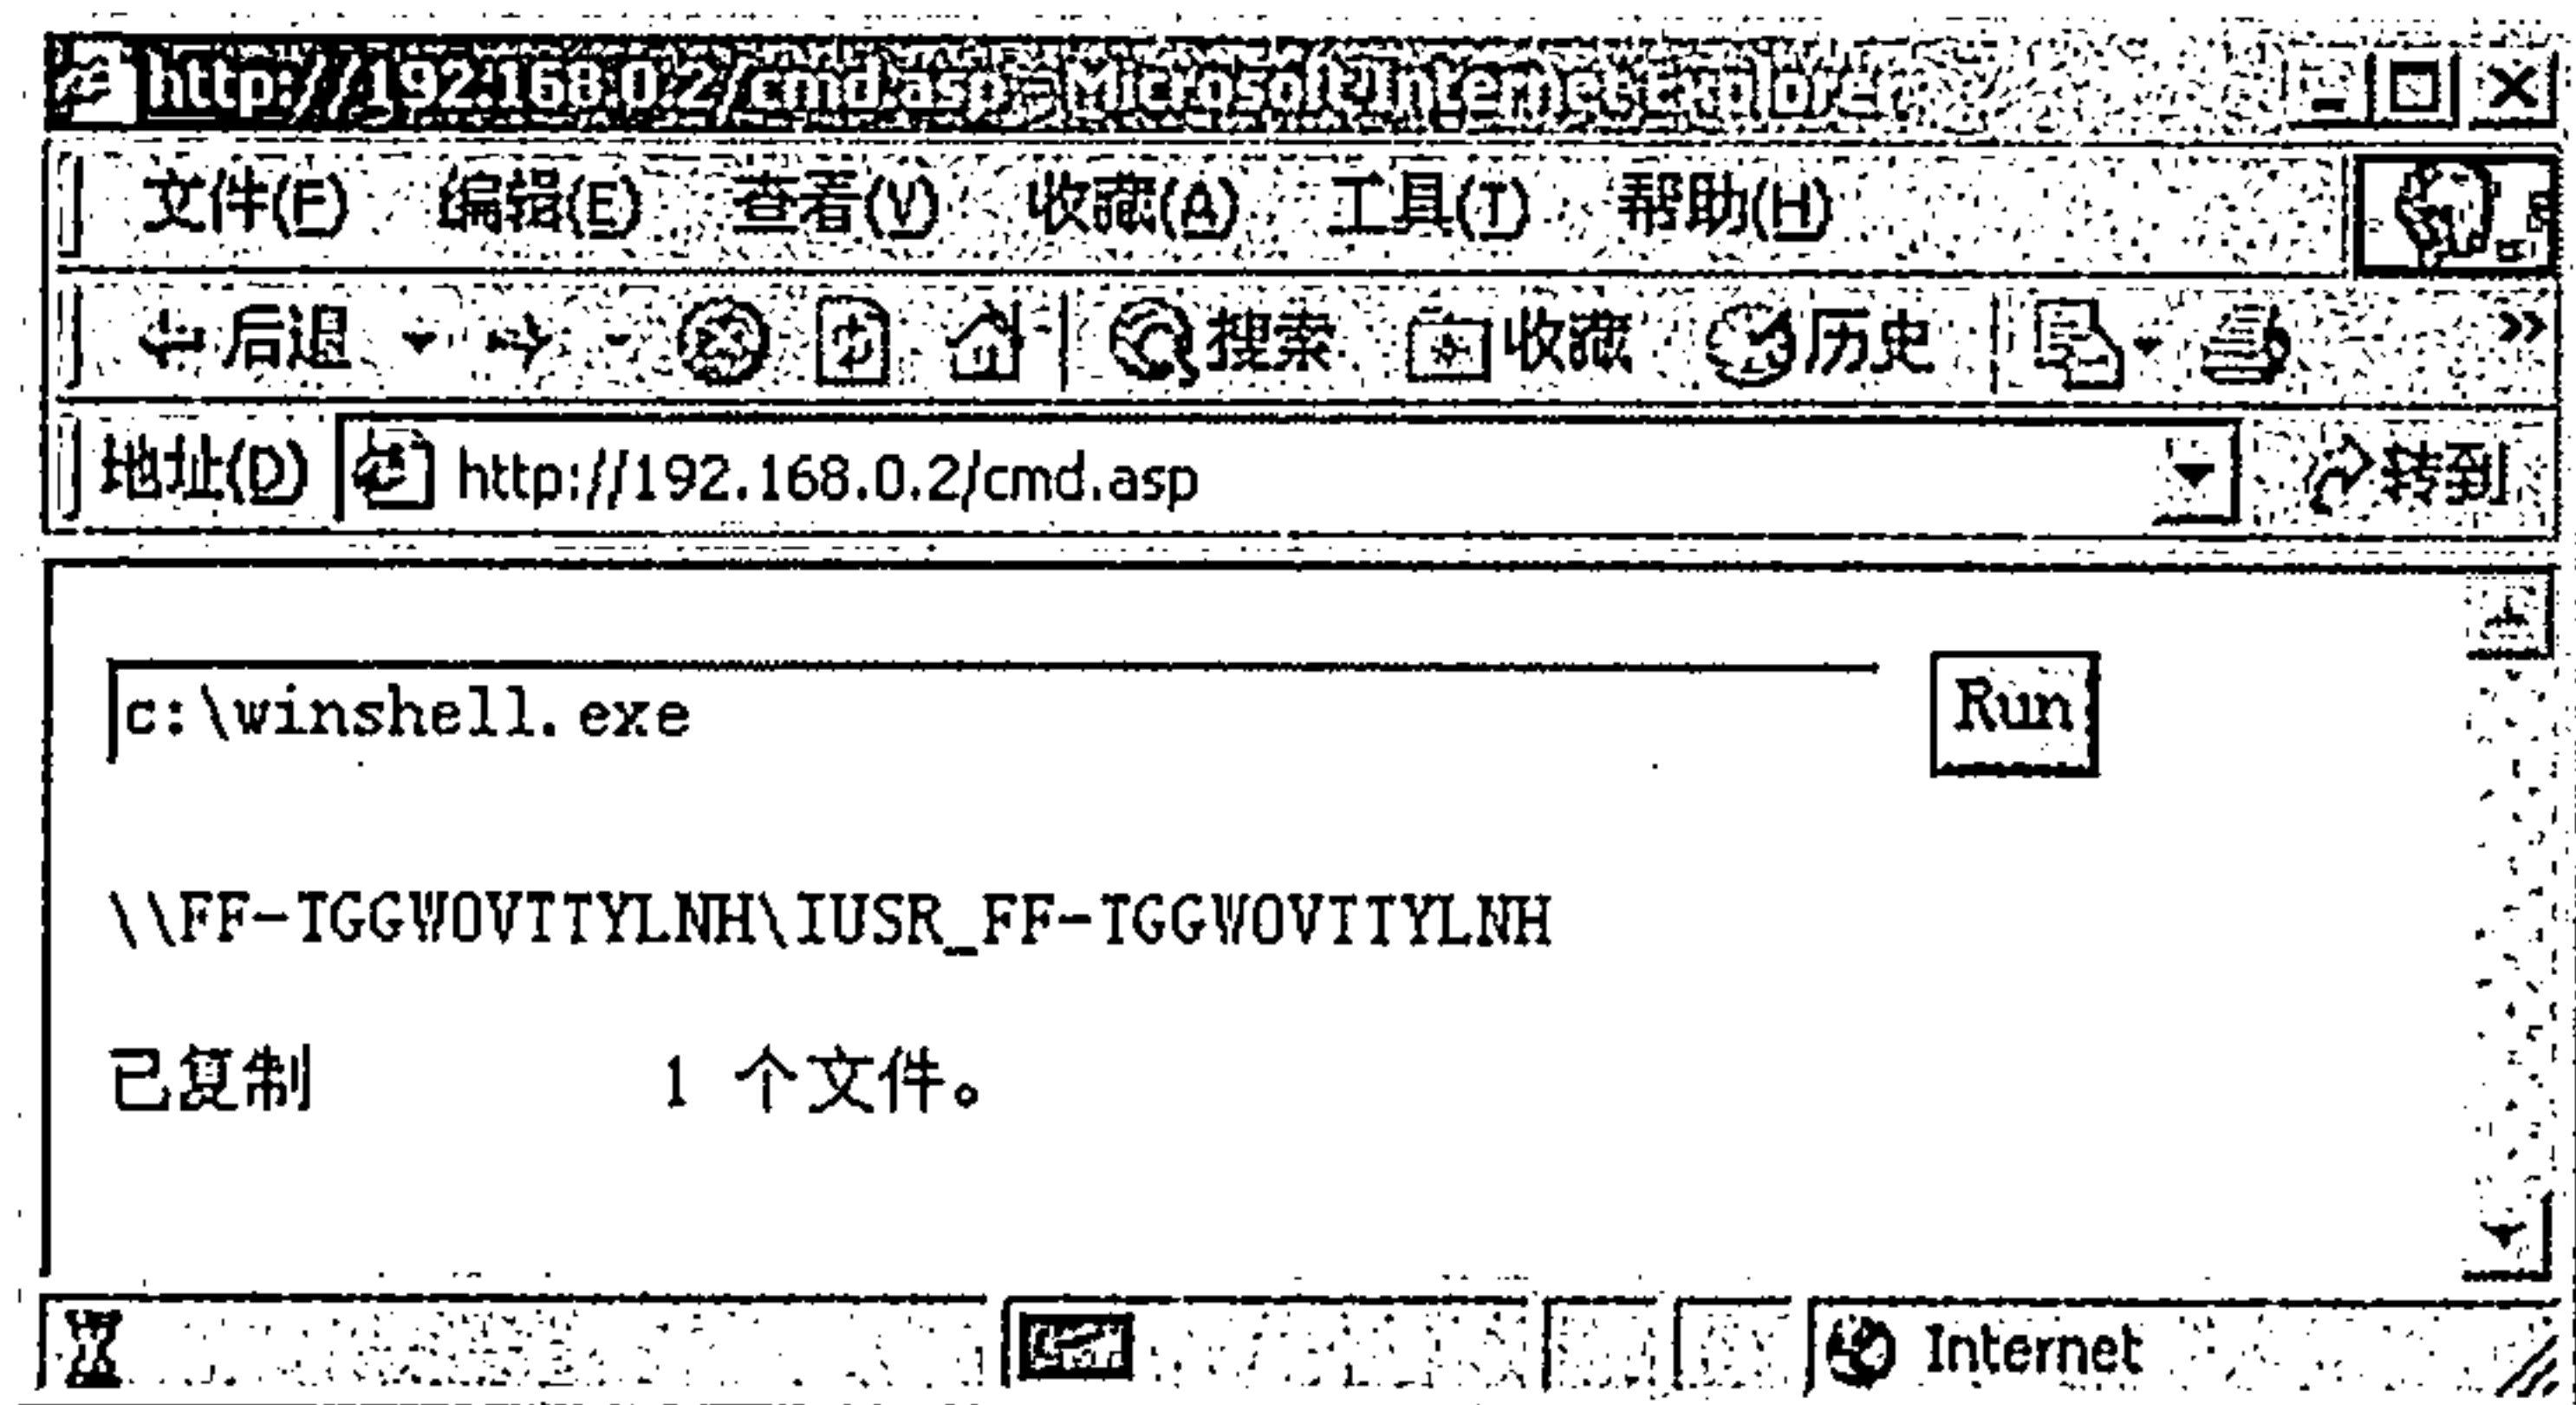 http://192.168.0.2/cmd.asp - Microsoft Internet Explorer
文件(F) 编辑(E) 查看(V) 收藏(A) 工具(T) 帮助(H)
后退 搜索 收藏 历史 »
地址(D) http://192.168.0.2/cmd.asp 转到
c:\winshell.exe Run
\\FF-TGGWOVTTYLNH\IUSR_FF-TGGWOVTTYLNH
已复制 1 个文件。
Internet